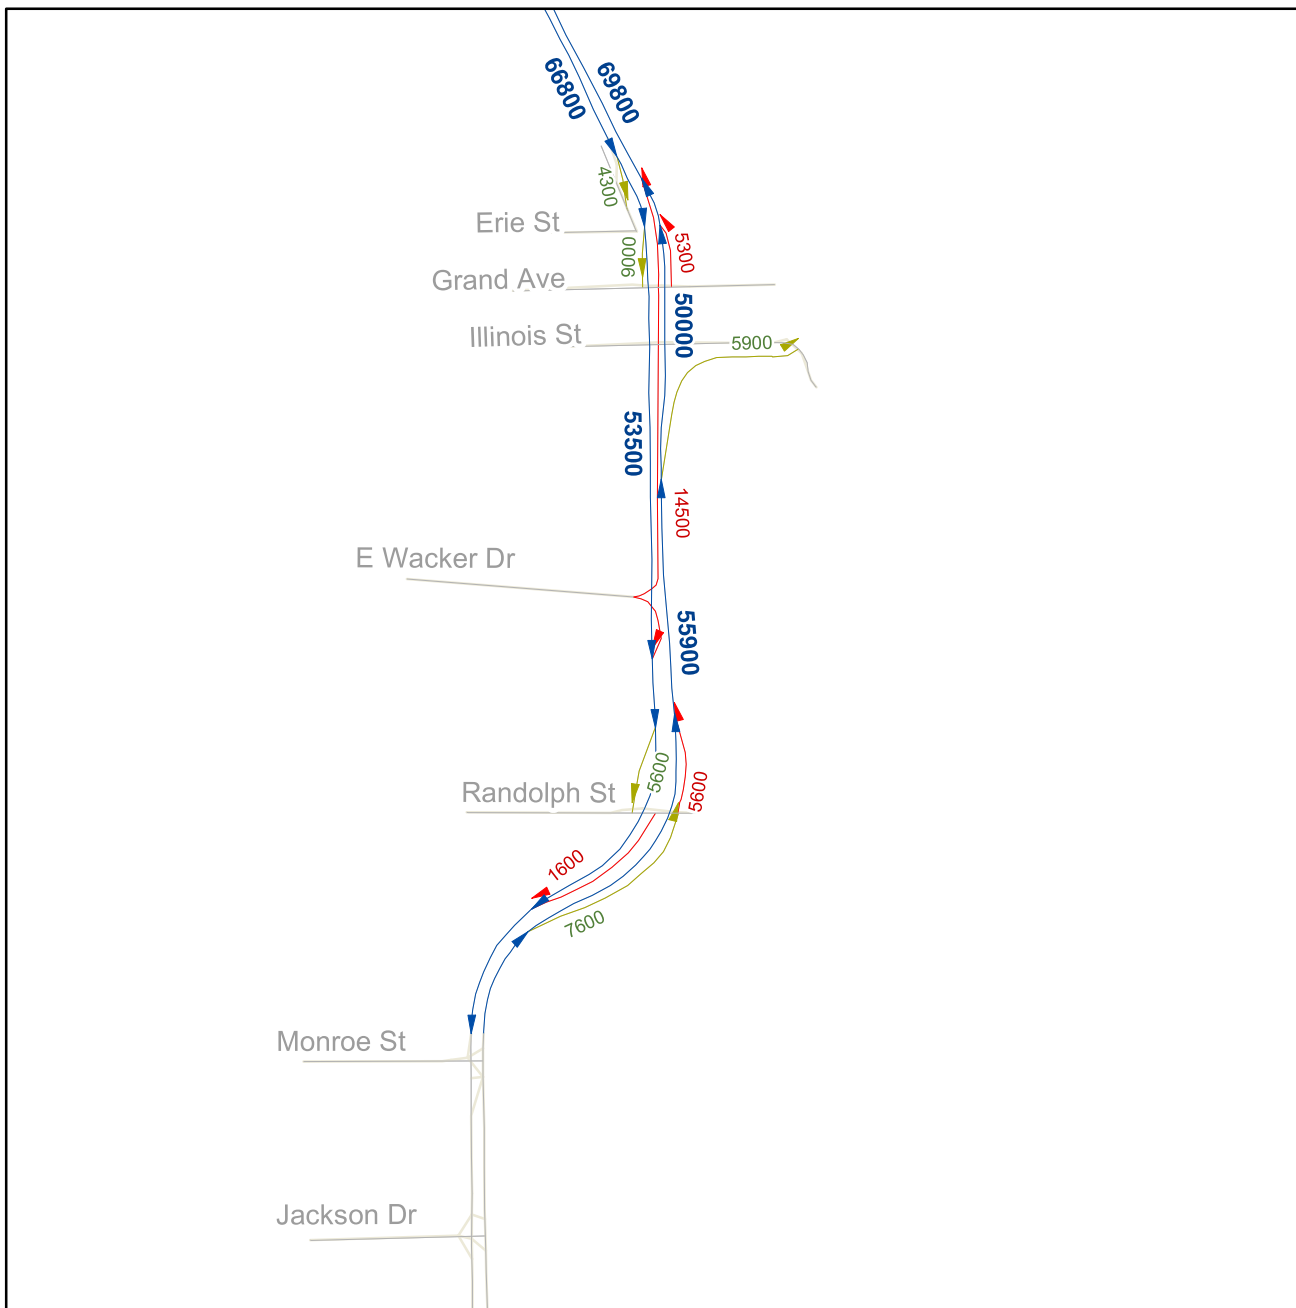 66800
69800
4300
Erie St
9000
5300
Grand Ave
50000
Illinois St
5900
53500
14500
E Wacker Dr
55900
5600
Randolph St
5600
1600
7600
Monroe St
Jackson Dr